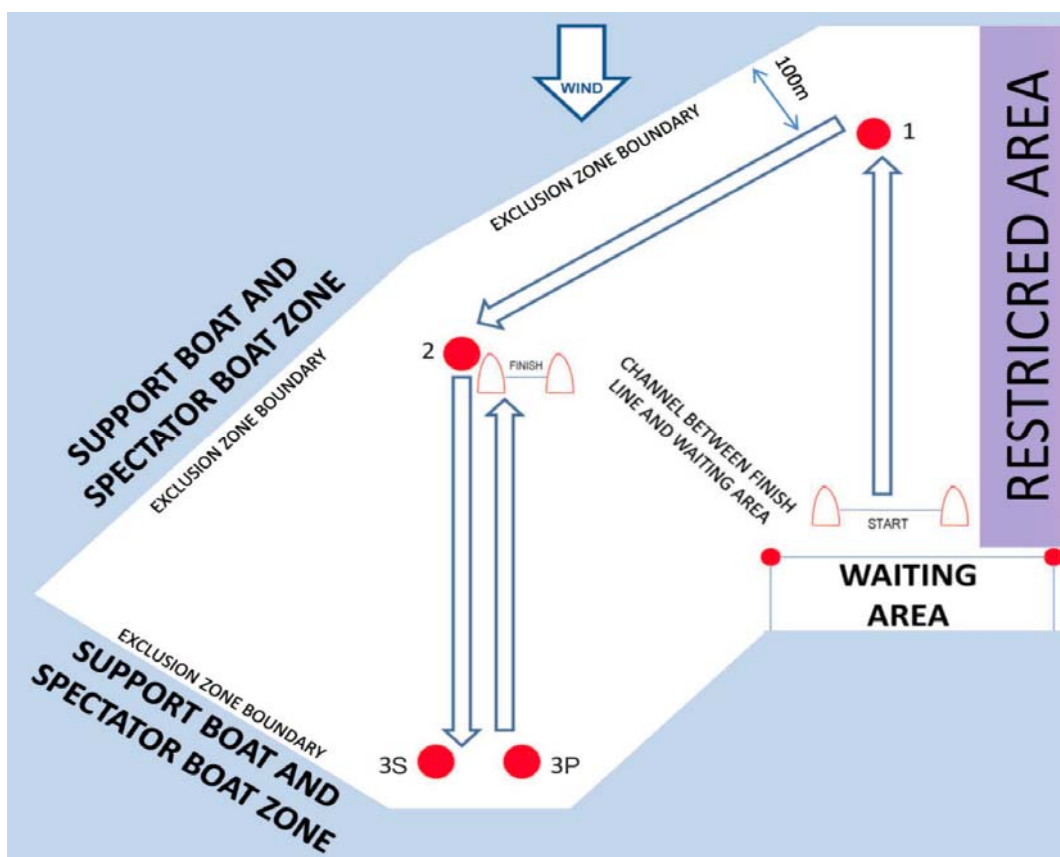 WIND
100m
1
EXCLUSION ZONE BOUNDARY
RESTRICRED AREA
SUPPORT BOAT AND
SPECTATOR BOAT ZONE
EXCLUSION ZONE BOUNDARY
2
FINISH
CHANNEL BETWEEN FINISH
LINE AND WAITING AREA
START
WAITING
AREA
EXCLUSION ZONE BOUNDARY
SUPPORT BOAT AND
SPECTATOR BOAT ZONE
3S
3P